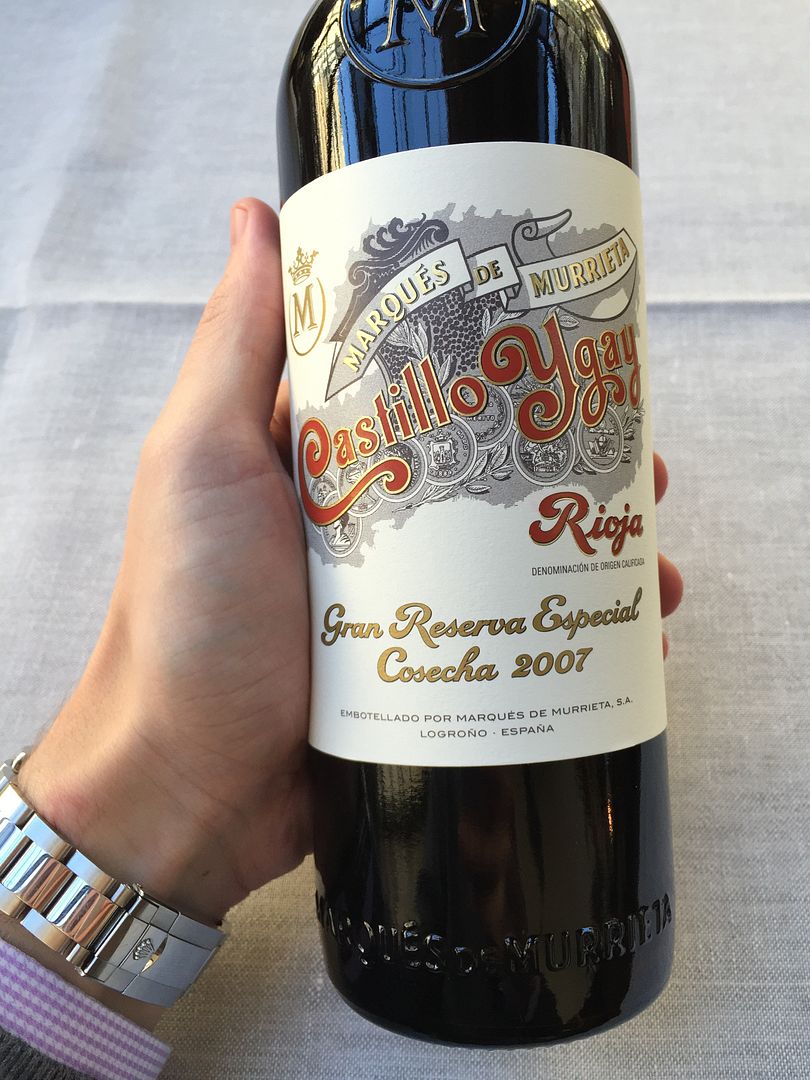 M
M
MARQUÉS DE MURRIETA
Castillo Ygay
MERITO
Rioja
DENOMINACIÓN DE ORIGEN CALIFICADA
Gran Reserva Especial
Cosecha 2007
EMBOTELLADO POR MARQUÉS DE MURRIETA, S.A.
LOGROÑO · ESPAÑA
MARQUÉS DE MURRIETA